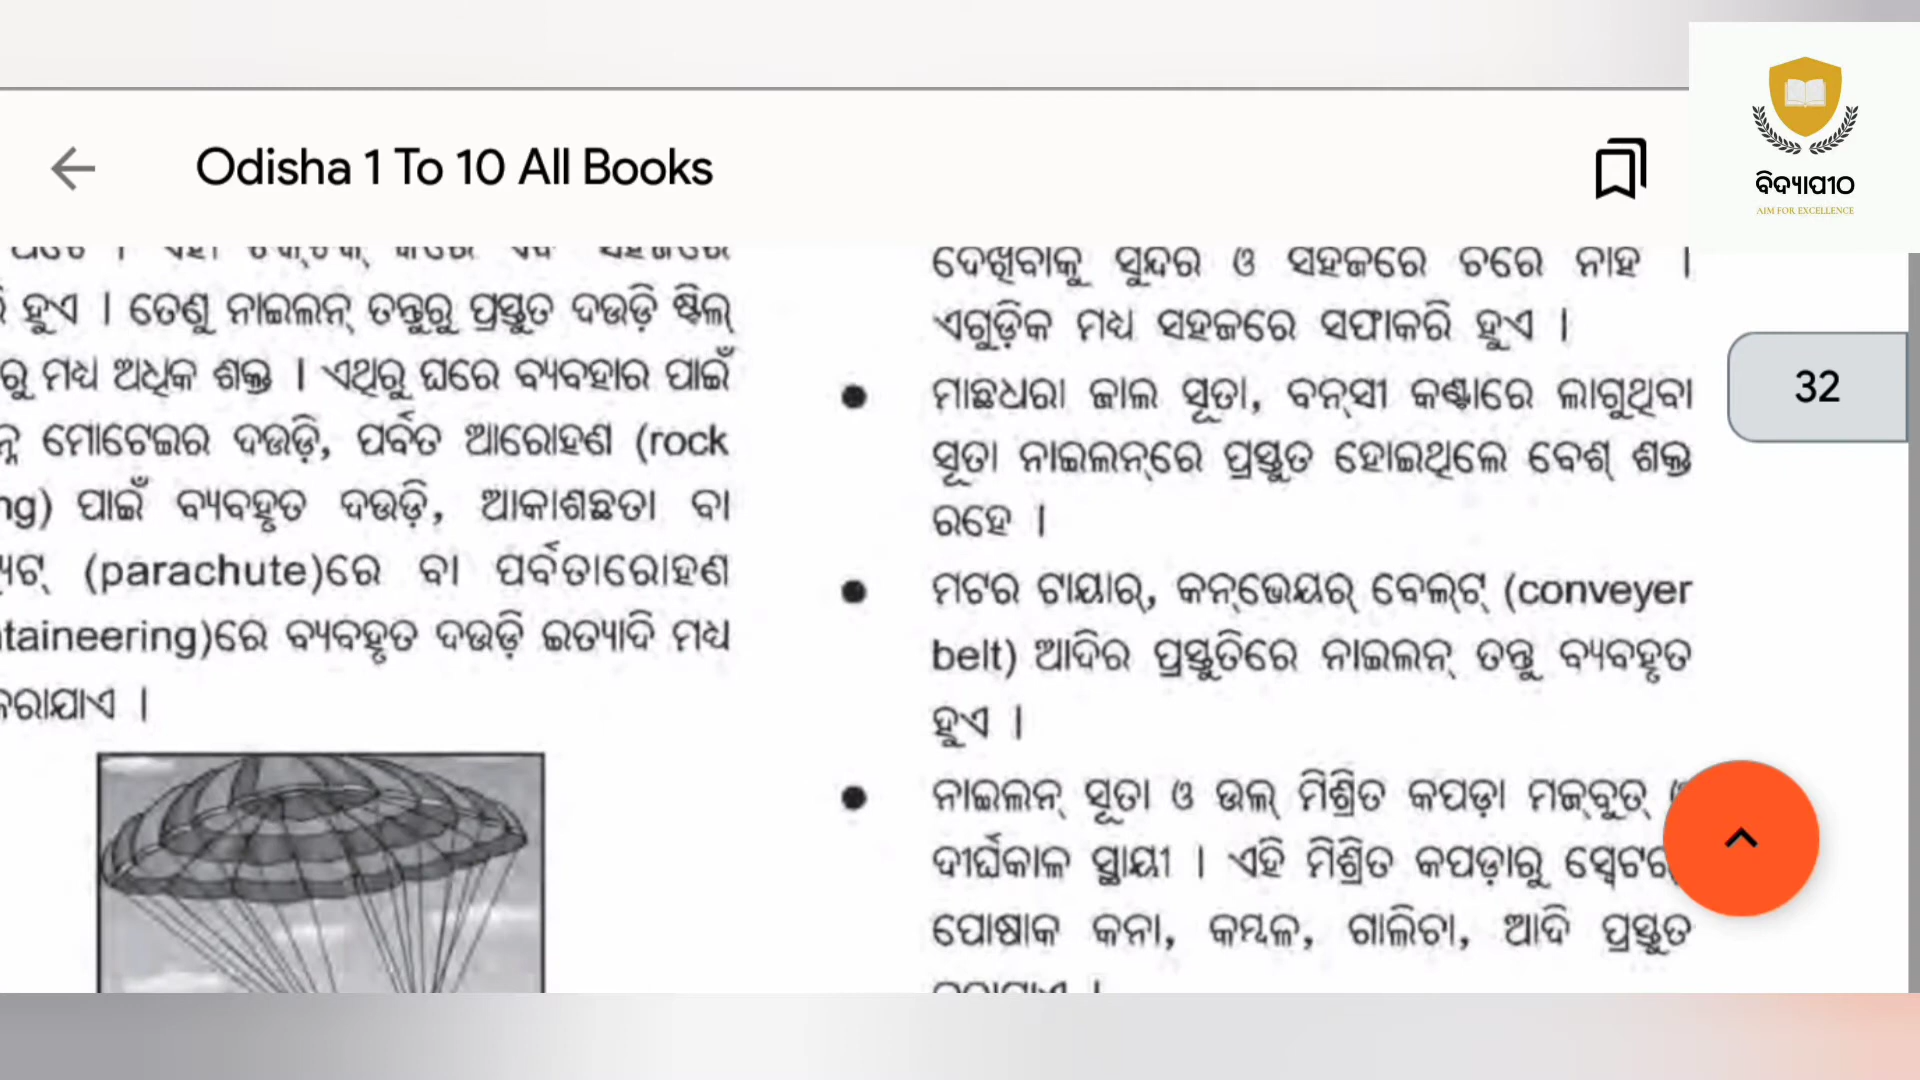 Odisha 1 To 10 All Books
ବିଦ୍ୟାପୀଠ
AIM FOR EXCELLENCE
32
ହୁଏ । ତେଣୁ ନାଇଲନ୍ ତନ୍ତୁରୁ ପ୍ରସ୍ତୁତ ଦଉଡ଼ି ଷ୍ଟିଲ୍
ରୁ ମଧ୍ୟ ଅଧିକ ଶକ୍ତ । ଏଥିରୁ ଘରେ ବ୍ୟବହାର ପାଇଁ
ମୋଟେଇର ଦଉଡ଼ି, ପର୍ବତ ଆରୋହଣ (rock
ng) ପାଇଁ ବ୍ୟବହୃତ ଦଉଡ଼ି, ଆକାଶଛତା ବା
(parachute)ରେ ବା ପର୍ବତାରୋହଣ
ntaineering)ରେ ବ୍ୟବହୃତ ଦଉଡ଼ି ଇତ୍ୟାଦି ମଧ୍ୟ
କରାଯାଏ ।
ଦେଖିବାକୁ ସୁନ୍ଦର ଓ ସହଜରେ ଚରେ ନାହି ।
ଏଗୁଡ଼ିକ ମଧ୍ୟ ସହଜରେ ସଫାକରି ହୁଏ ।
● ମାଛଧରା ଜାଲ ସୂତା, ବନ୍‌ସୀ କଣ୍ଟାରେ ଲାଗୁଥିବା
ସୂତା ନାଇଲନ୍‌ରେ ପ୍ରସ୍ତୁତ ହୋଇଥିଲେ ବେଶ୍ ଶକ୍ତ
ରହେ ।
● ମଟର ଟାୟାର୍, କନ୍‌ଭେୟର୍ ବେଲ୍‌ଟ୍ (conveyer
belt) ଆଦିର ପ୍ରସ୍ତୁତିରେ ନାଇଲନ୍ ତନ୍ତୁ ବ୍ୟବହୃତ
ହୁଏ ।
● ନାଇଲନ୍ ସୂତା ଓ ଉଲ୍ ମିଶ୍ରିତ କପଡ଼ା ମଜ୍‌ବୁତ୍
ଦୀର୍ଘକାଳ ସ୍ଥାୟୀ । ଏହି ମିଶ୍ରିତ କପଡ଼ାରୁ ସ୍ୱେଟର
ପୋଷାକ କନା, କମ୍ବଳ, ଗାଲିଚା, ଆଦି ପ୍ରସ୍ତୁତ